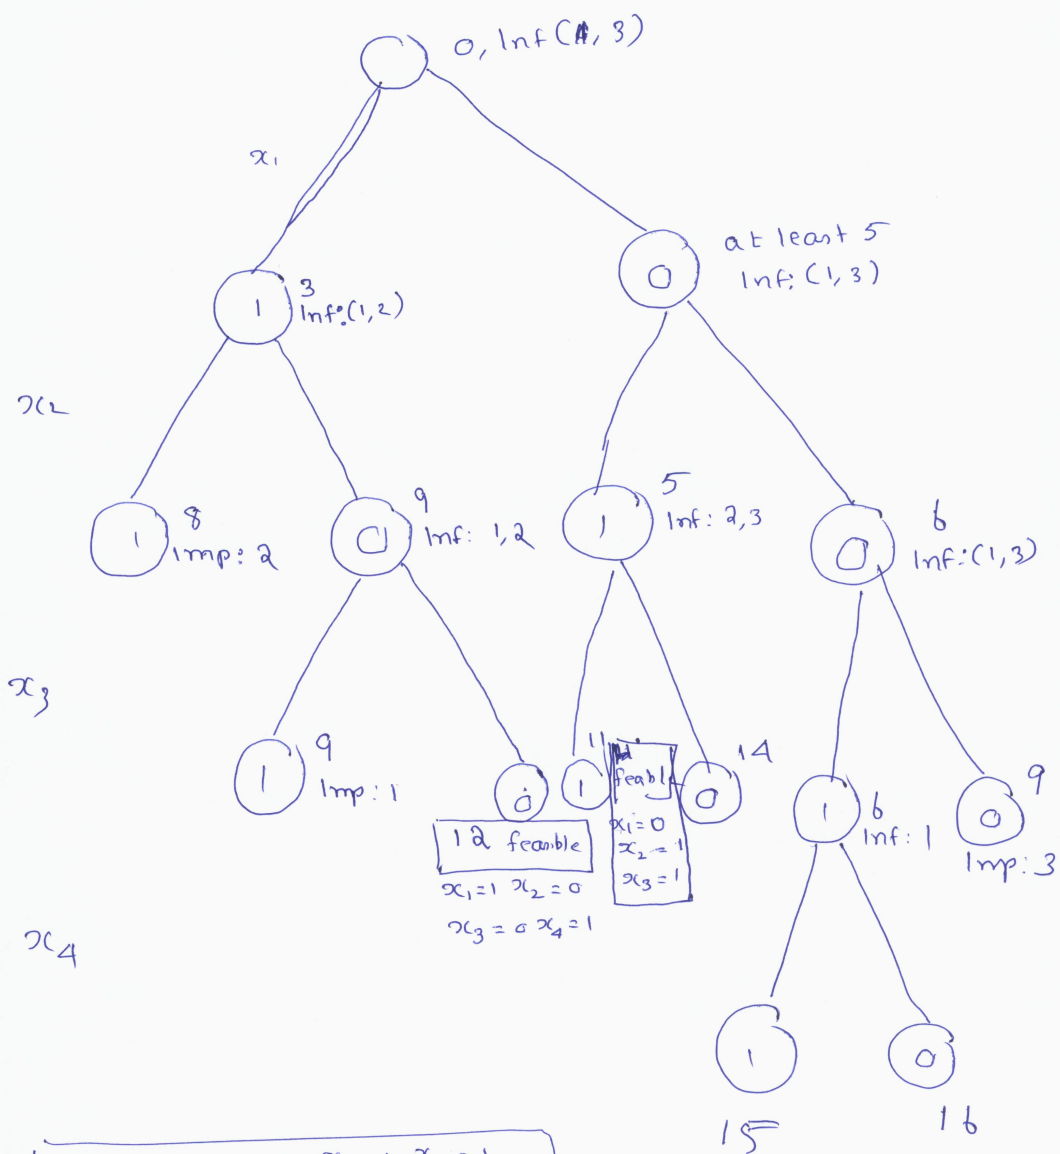 0, Inf (1, 3)
x₁
at least 5
Inf: (1, 3)
0
3
Inf: (1, 2)
1
x₂
8
Imp: 2
1
9
Inf: 1, 2
0
5
Inf: 2, 3
1
6
Inf: (1, 3)
0
x₃
9
Imp: 1
1
0
12 feasible
x₁=1 x₂=0
x₃=0 x₄=1
11
1
x₁=0
x₂=1
x₃=1
14
0
6
Inf: 1
1
9
0
Imp: 3
x₄
1
15
0
16